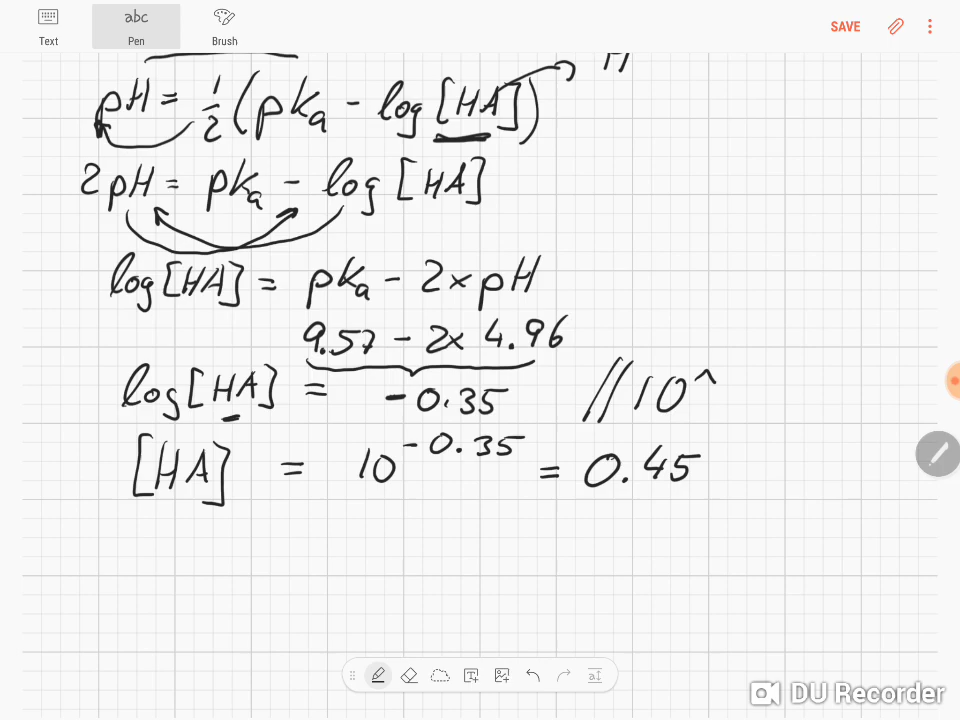 Text Pen Brush SAVE
H
pH = 1/2 (pKa - log [HA])
2pH = pKa - log [HA]
log [HA] = pKa - 2 x pH
9.57 - 2x 4.96
log [HA] = -0.35 // 10^
[HA] = 10^-0.35 = 0.45
DU Recorder